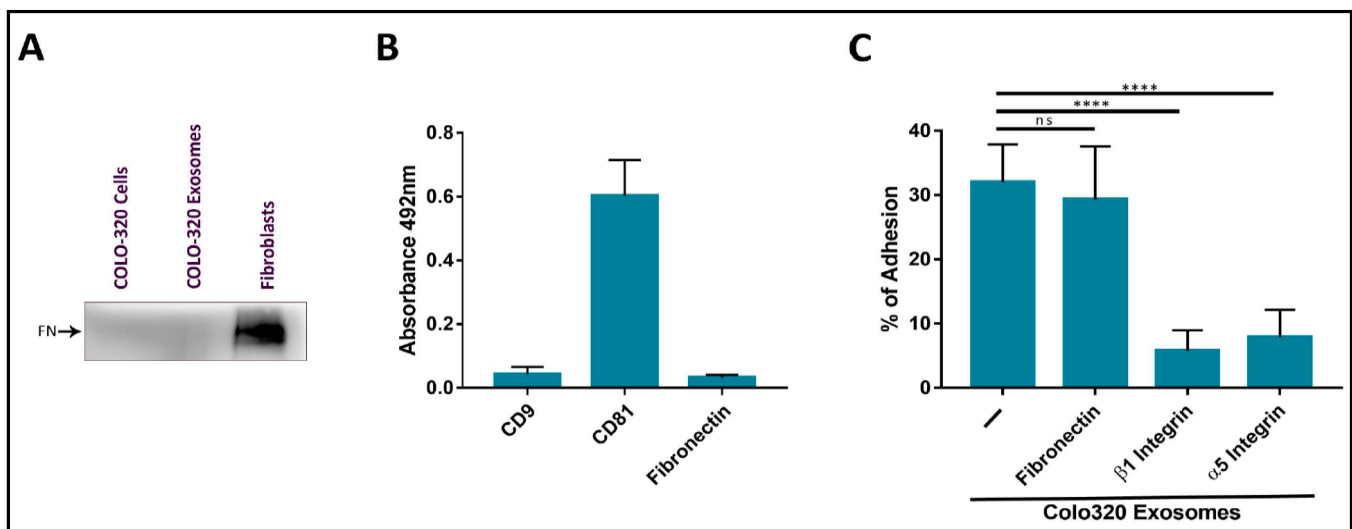 A
COLO-320 Cells
COLO-320 Exosomes
Fibroblasts
FN
B
0.8
0.6
0.4
0.2
0.0
Absorbance 492nm
CD9
CD81
Fibronectin
C
****
****
ns
40
30
20
10
0
% of Adhesion
–
Fibronectin
β1 Integrin
α5 Integrin
Colo320 Exosomes